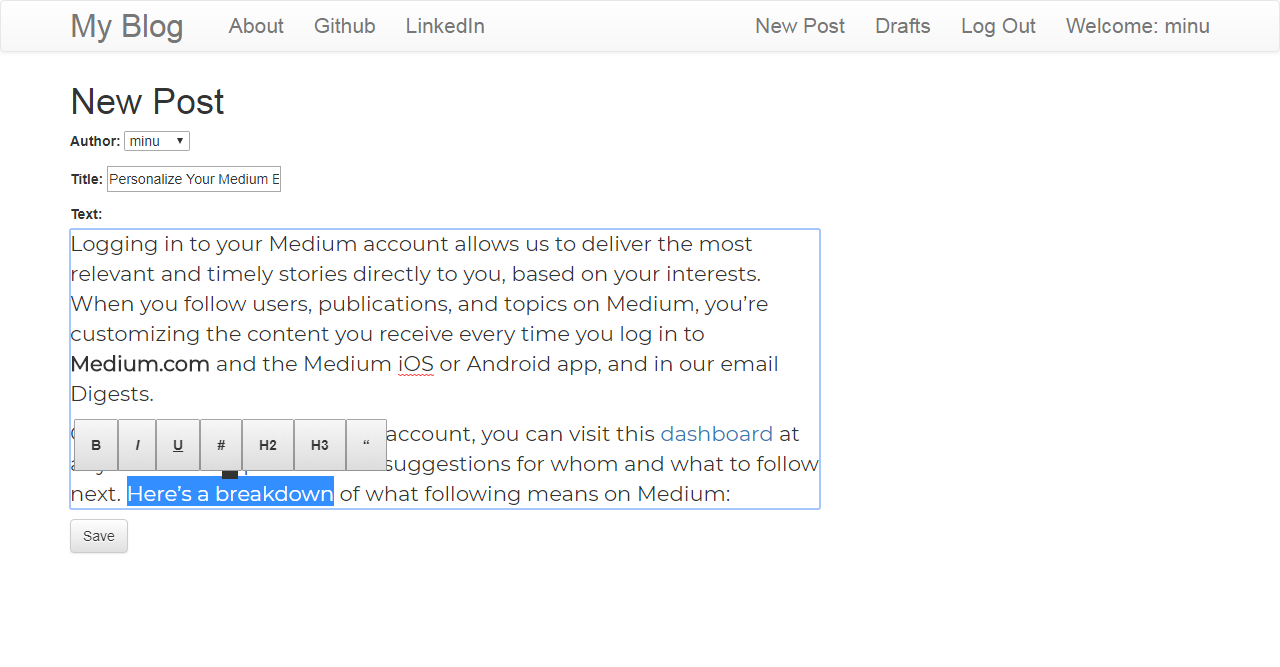 My Blog About Github LinkedIn New Post Drafts Log Out Welcome: minu
New Post
Author: minu
Title: Personalize Your Medium E
Text:
Logging in to your Medium account allows us to deliver the most
relevant and timely stories directly to you, based on your interests.
When you follow users, publications, and topics on Medium, you’re
customizing the content you receive every time you log in to
Medium.com and the Medium iOS or Android app, and in our email
Digests.
B I U # H2 H3 “
account, you can visit this dashboard at
suggestions for whom and what to follow
next. Here’s a breakdown of what following means on Medium:
Save